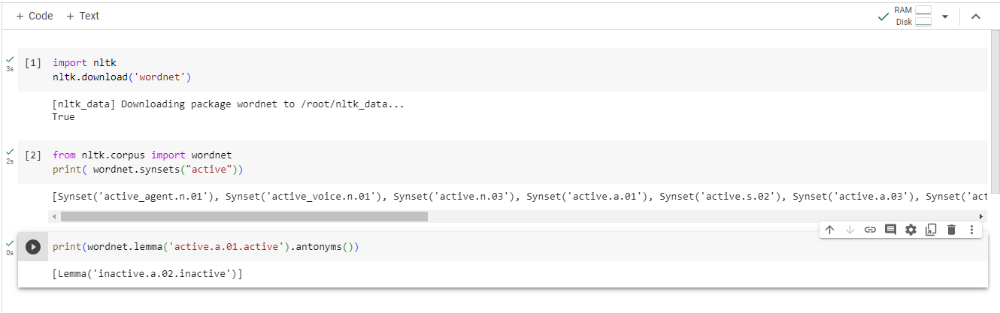 + Code + Text
RAM
Disk
3s
[1]
import nltk
nltk.download('wordnet')
[nltk_data] Downloading package wordnet to /root/nltk_data...
True
2s
[2]
from nltk.corpus import wordnet
print( wordnet.synsets("active"))
[Synset('active_agent.n.01'), Synset('active_voice.n.01'), Synset('active.n.03'), Synset('active.a.01'), Synset('active.s.02'), Synset('active.a.03'), Synset('act
0s
print(wordnet.lemma('active.a.01.active').antonyms())
[Lemma('inactive.a.02.inactive')]